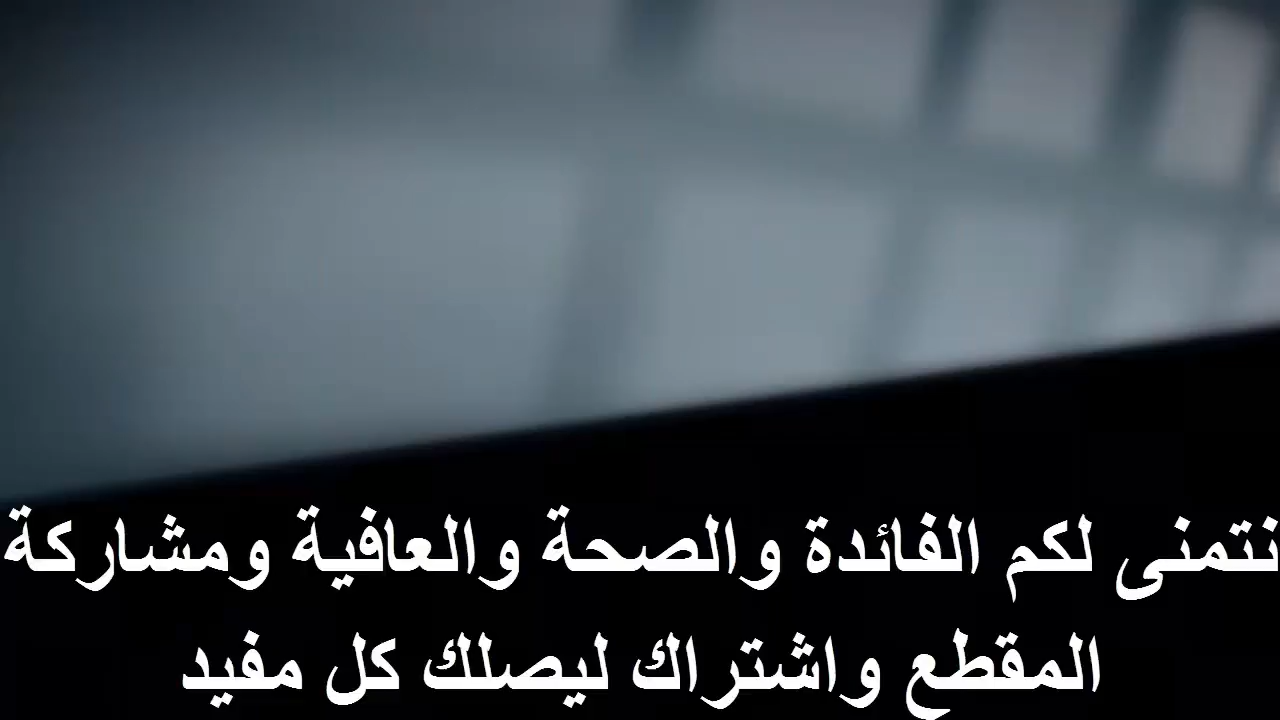 نتمنى لكم الفائدة والصحة والعافية ومشاركة
المقطع واشتراك ليصلك كل مفيد